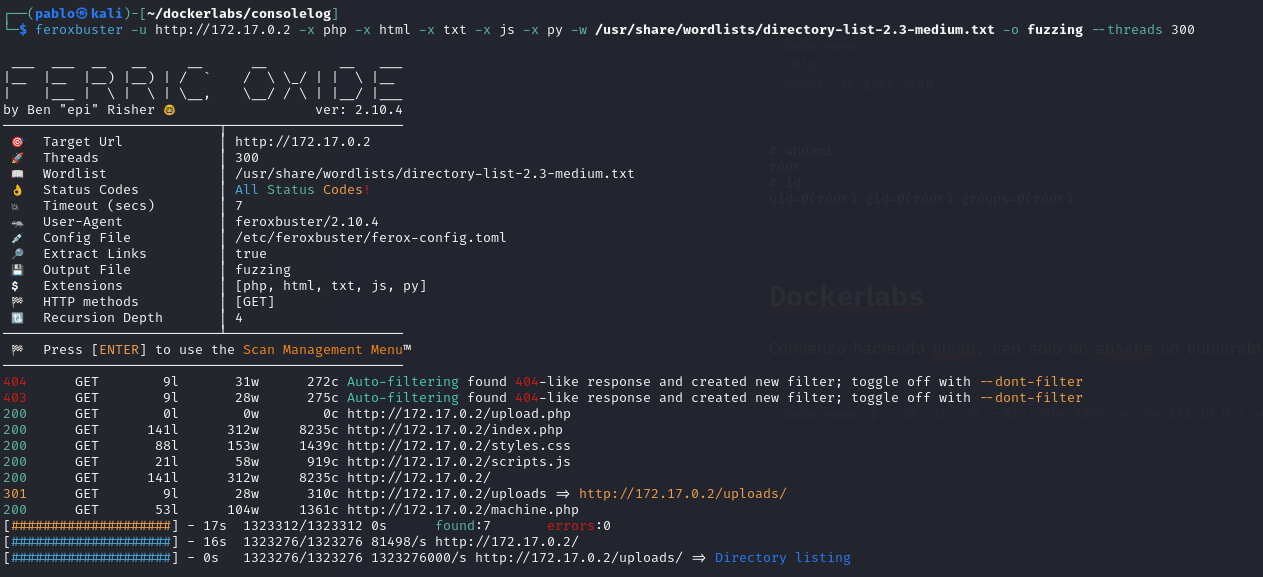 (pablo㉿kali)-[~/dockerlabs/consolelog]
$ feroxbuster -u http://172.17.0.2 -x php -x html -x txt -x js -x py -w /usr/share/wordlists/directory-list-2.3-medium.txt -o fuzzing --threads 300
FERRIC OXIDE
by Ben "epi" Risher 🤓 ver: 2.10.4
🎯 Target Url │ http://172.17.0.2
🚀 Threads │ 300
📖 Wordlist │ /usr/share/wordlists/directory-list-2.3-medium.txt
👌 Status Codes │ All Status Codes!
💥 Timeout (secs) │ 7
🦡 User-Agent │ feroxbuster/2.10.4
💉 Config File │ /etc/feroxbuster/ferox-config.toml
🔎 Extract Links │ true
💾 Output File │ fuzzing
💲 Extensions │ [php, html, txt, js, py]
🏁 HTTP methods │ [GET]
🔃 Recursion Depth │ 4
🏁 Press [ENTER] to use the Scan Management Menu™
404 GET 9l 31w 272c Auto-filtering found 404-like response and created new filter; toggle off with --dont-filter
403 GET 9l 28w 275c Auto-filtering found 404-like response and created new filter; toggle off with --dont-filter
200 GET 0l 0w 0c http://172.17.0.2/upload.php
200 GET 141l 312w 8235c http://172.17.0.2/index.php
200 GET 88l 153w 1439c http://172.17.0.2/styles.css
200 GET 21l 58w 919c http://172.17.0.2/scripts.js
200 GET 141l 312w 8235c http://172.17.0.2/
301 GET 9l 28w 310c http://172.17.0.2/uploads => http://172.17.0.2/uploads/
200 GET 53l 104w 1361c http://172.17.0.2/machine.php
[####################] - 17s 1323312/1323312 0s found:7 errors:0
[####################] - 16s 1323276/1323276 81498/s http://172.17.0.2/
[####################] - 0s 1323276/1323276 1323276000/s http://172.17.0.2/uploads/ => Directory listing
# whoami
root
# id
uid=0(root) gid=0(root) groups=0(root)
Dockerlabs
Comienzo haciendo nmap, veo solo un apache no vulnerabl